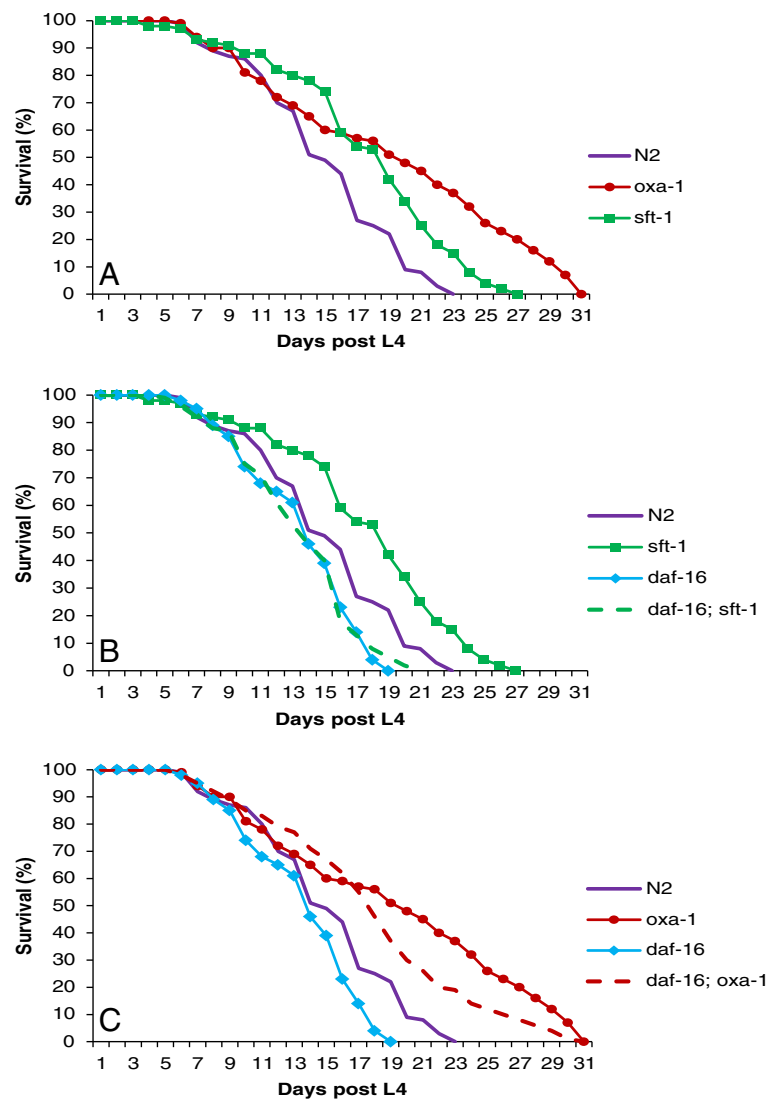 100
90
80
70
60
50
40
30
20
10
0
Survival (%)
A
1 3 5 7 9 11 13 15 17 19 21 23 25 27 29 31
Days post L4
N2
oxa-1
sft-1
100
90
80
70
60
50
40
30
20
10
0
Survival (%)
B
1 3 5 7 9 11 13 15 17 19 21 23 25 27 29 31
Days post L4
N2
sft-1
daf-16
daf-16; sft-1
100
90
80
70
60
50
40
30
20
10
0
Survival (%)
C
1 3 5 7 9 11 13 15 17 19 21 23 25 27 29 31
Days post L4
N2
oxa-1
daf-16
daf-16; oxa-1